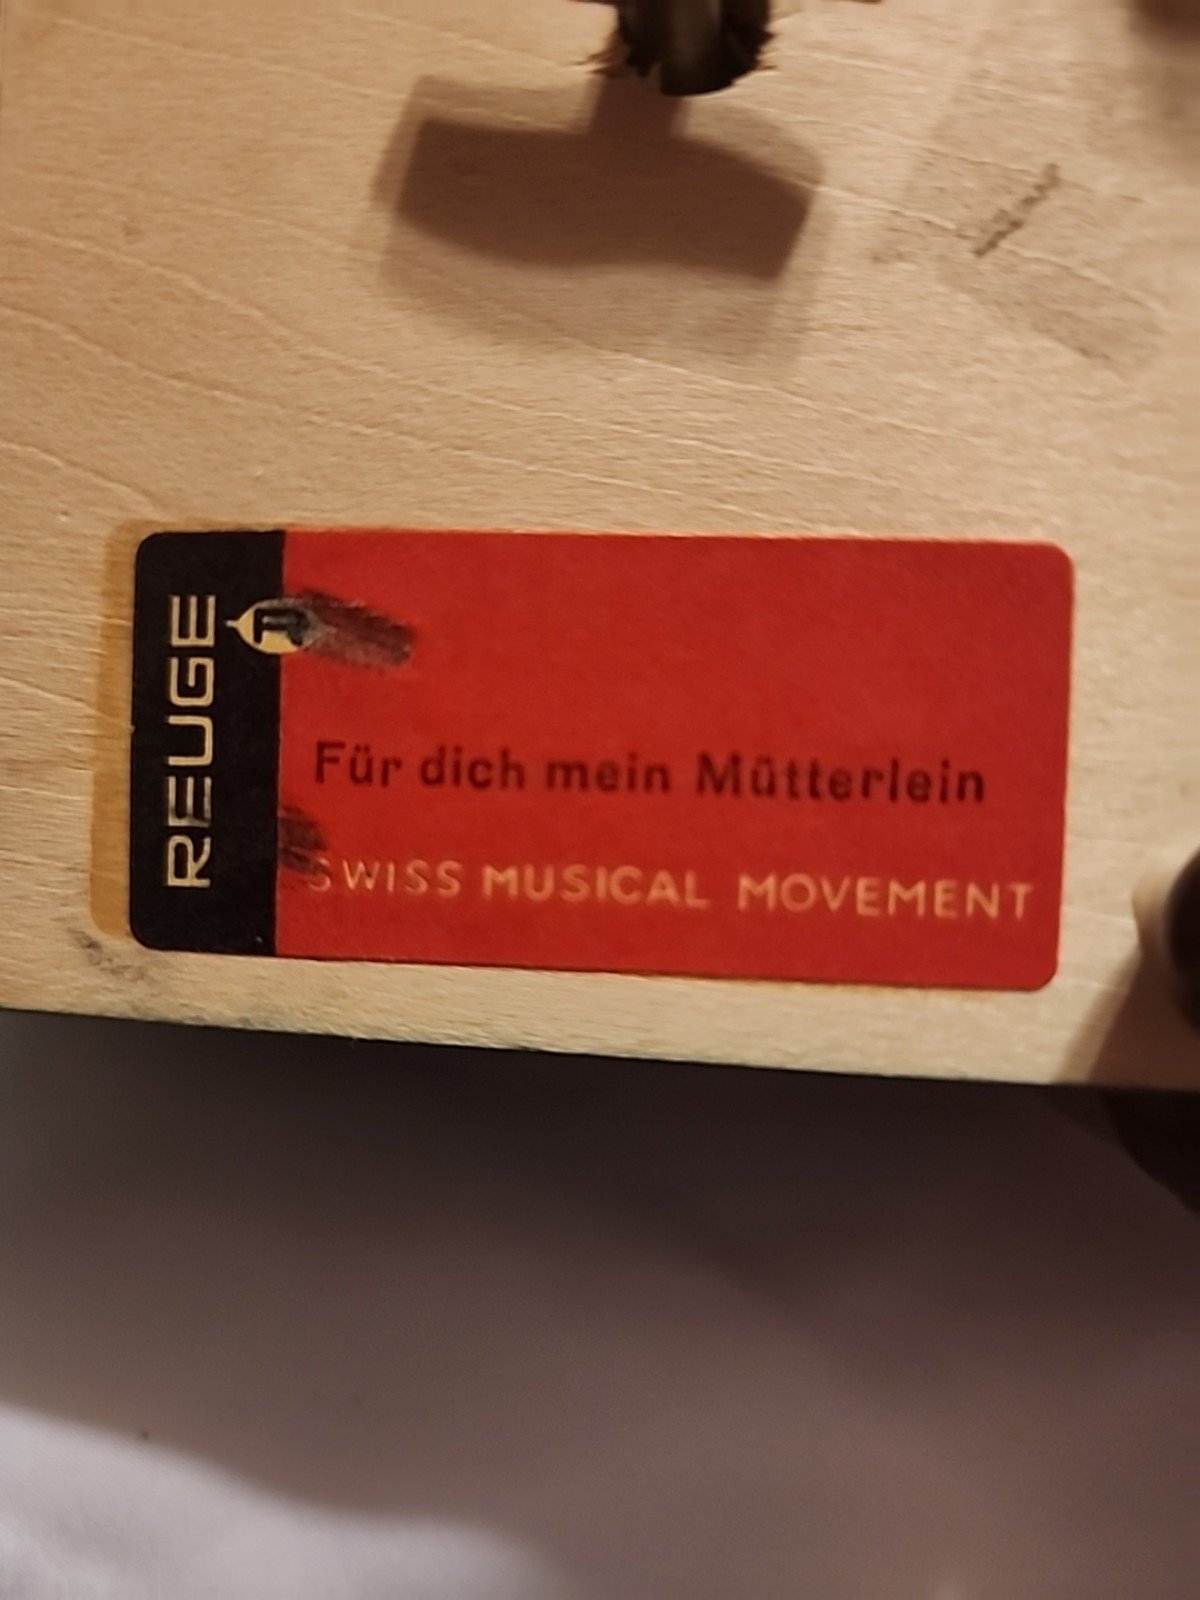 REUGE
Für dich mein Mütterlein
SWISS MUSICAL MOVEMENT